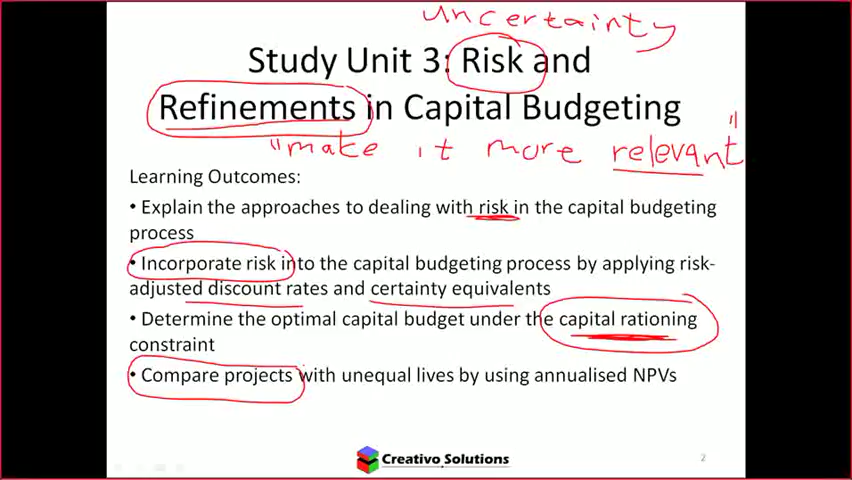 uncertainty
Study Unit 3: Risk and
Refinements in Capital Budgeting
"make it more relevant"
Learning Outcomes:
• Explain the approaches to dealing with risk in the capital budgeting
process
• Incorporate risk into the capital budgeting process by applying risk-
adjusted discount rates and certainty equivalents
• Determine the optimal capital budget under the capital rationing
constraint
• Compare projects with unequal lives by using annualised NPVs
Creativo Solutions
2